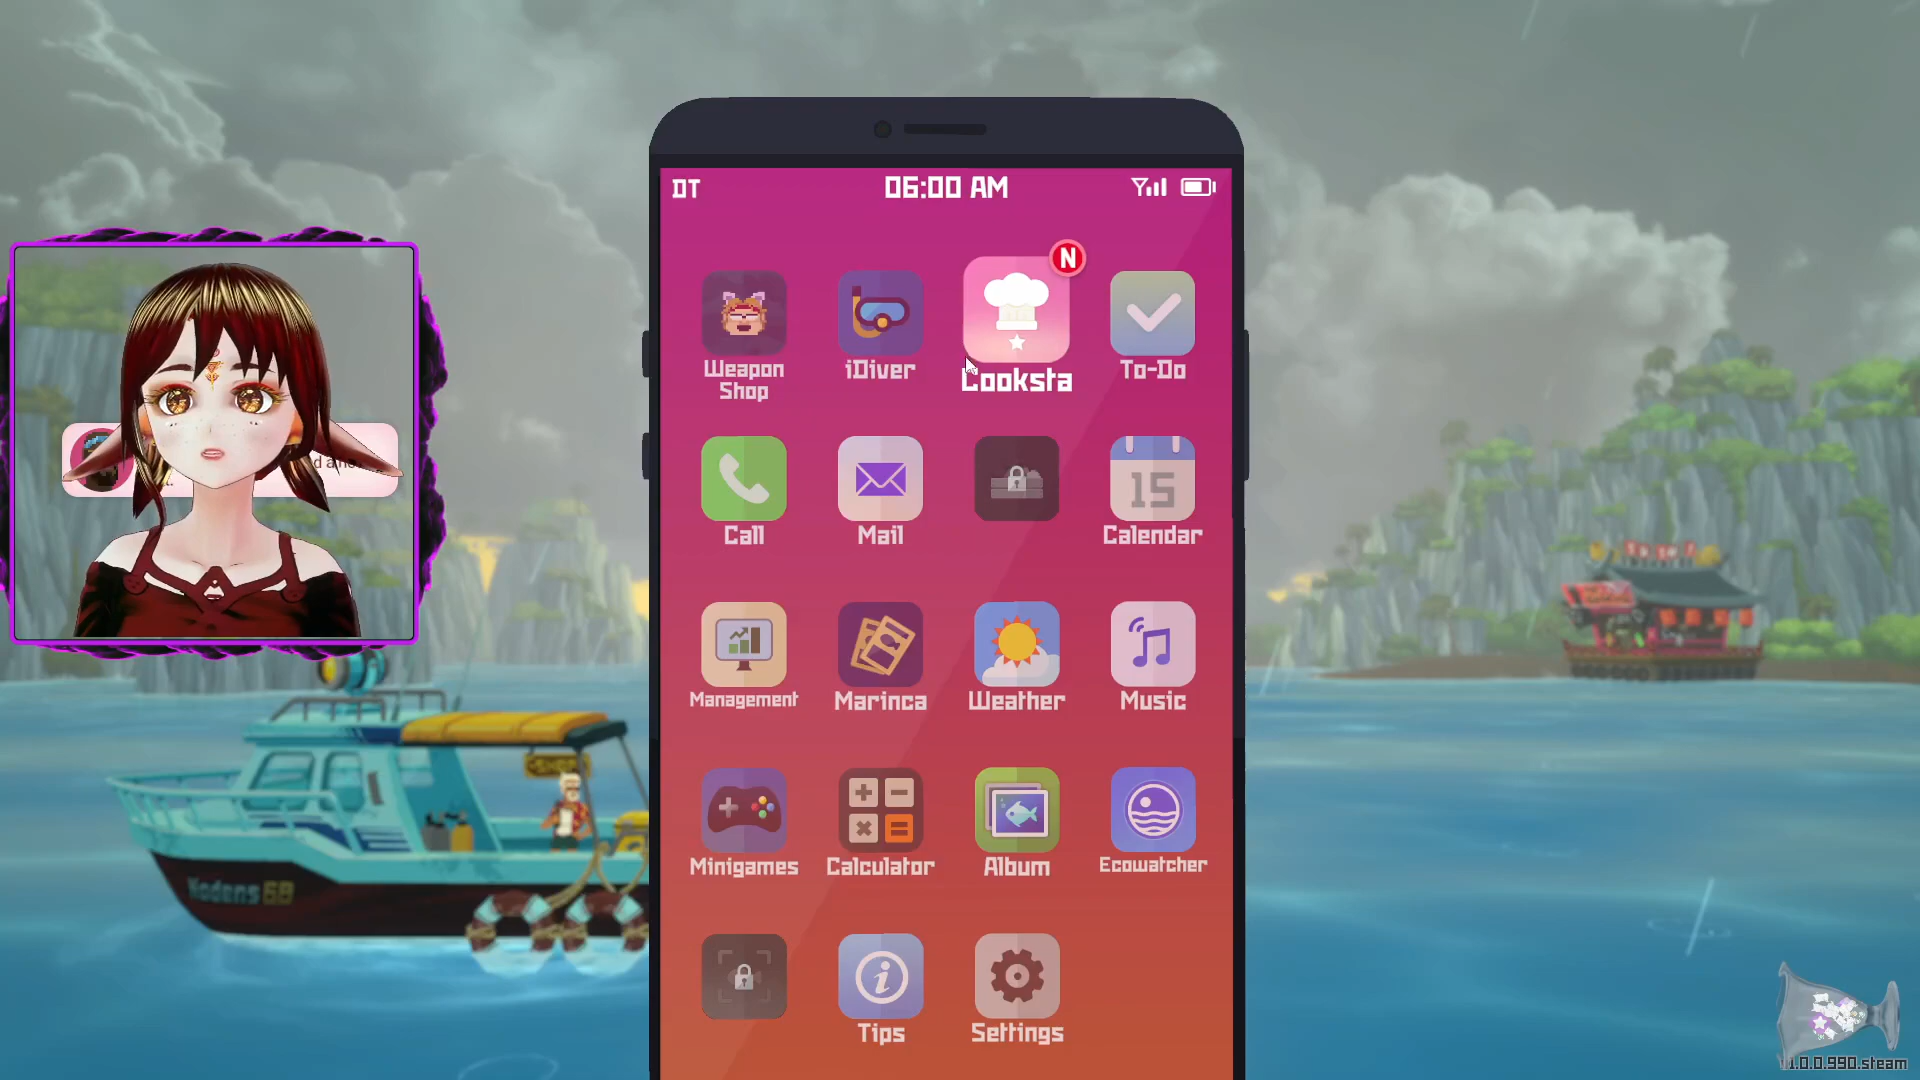 DT
06:00 AM
N
Weapon
Shop
iDiver
Cooksta
To-Do
Call
Mail
15
Calendar
Management
Marinca
Weather
Music
Minigames
Calculator
Album
Ecowatcher
Tips
Settings
SHOP
.0.0.990.steam